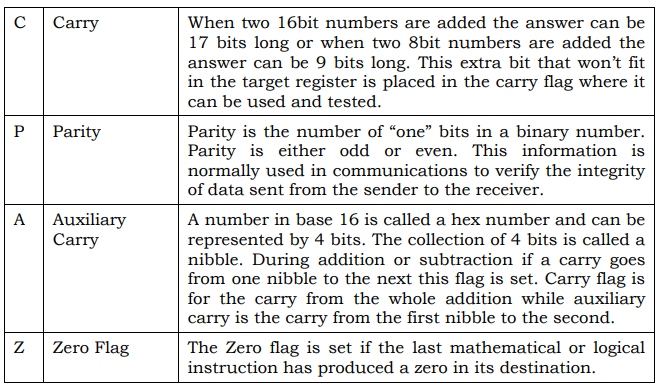 C Carry When two 16bit numbers are added the answer can be
17 bits long or when two 8bit numbers are added the
answer can be 9 bits long. This extra bit that won’t fit
in the target register is placed in the carry flag where it
can be used and tested.
P Parity Parity is the number of “one” bits in a binary number.
Parity is either odd or even. This information is
normally used in communications to verify the integrity
of data sent from the sender to the receiver.
A Auxiliary A number in base 16 is called a hex number and can be
Carry represented by 4 bits. The collection of 4 bits is called a
nibble. During addition or subtraction if a carry goes
from one nibble to the next this flag is set. Carry flag is
for the carry from the whole addition while auxiliary
carry is the carry from the first nibble to the second.
Z Zero Flag The Zero flag is set if the last mathematical or logical
instruction has produced a zero in its destination.